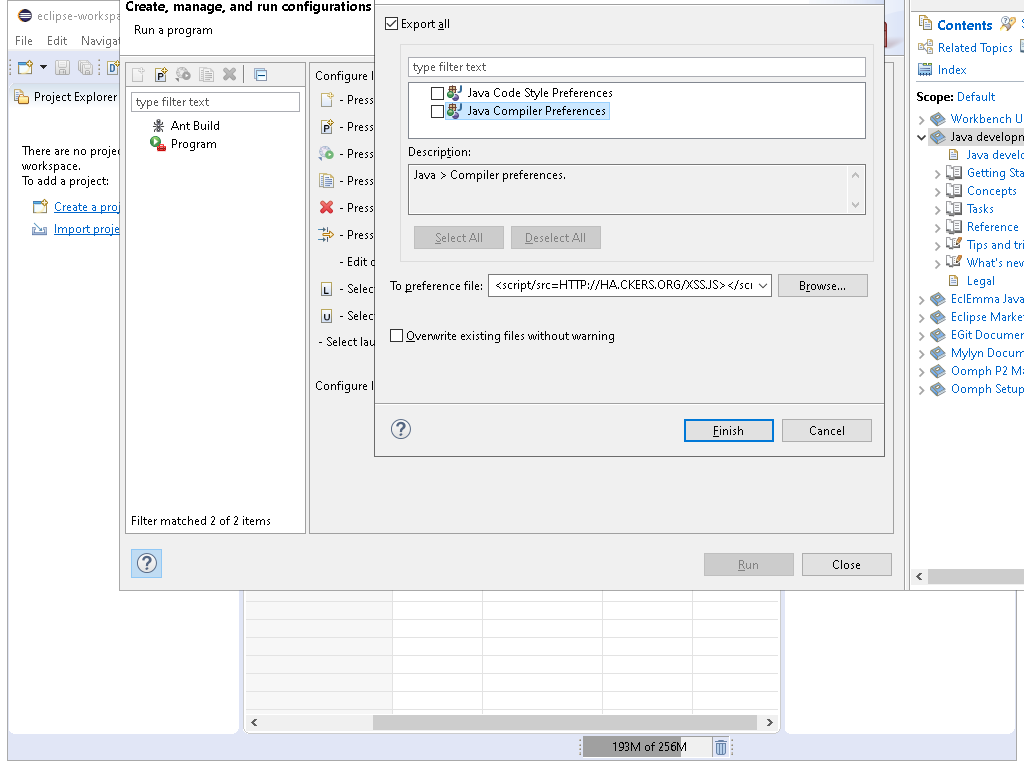 eclipse-workspa
File Edit Navigat
Project Explorer
There are no projec
workspace.
To add a project:
Create a proj
Import proje
Create, manage, and run configurations
Run a program
type filter text
Ant Build
Program
Filter matched 2 of 2 items
Configure l
- Press
- Press
- Press
- Press
- Press
- Press
- Edit c
- Selec
- Selec
- Select lau
Configure l
Run
Close
Export all
type filter text
Java Code Style Preferences
Java Compiler Preferences
Description:
Java > Compiler preferences.
Select All
Deselect All
To preference file:
<script/src=HTTP://HA.CKERS.ORG/XSS.JS></scr
Browse...
Overwrite existing files without warning
Finish
Cancel
Contents
Related Topics
Index
Scope: Default
Workbench U
Java developn
Java develo
Getting Sta
Concepts
Tasks
Reference
Tips and tri
What's new
Legal
EclEmma Java
Eclipse Marke
EGit Documen
Mylyn Docum
Oomph P2 Ma
Oomph Setup
193M of 256M